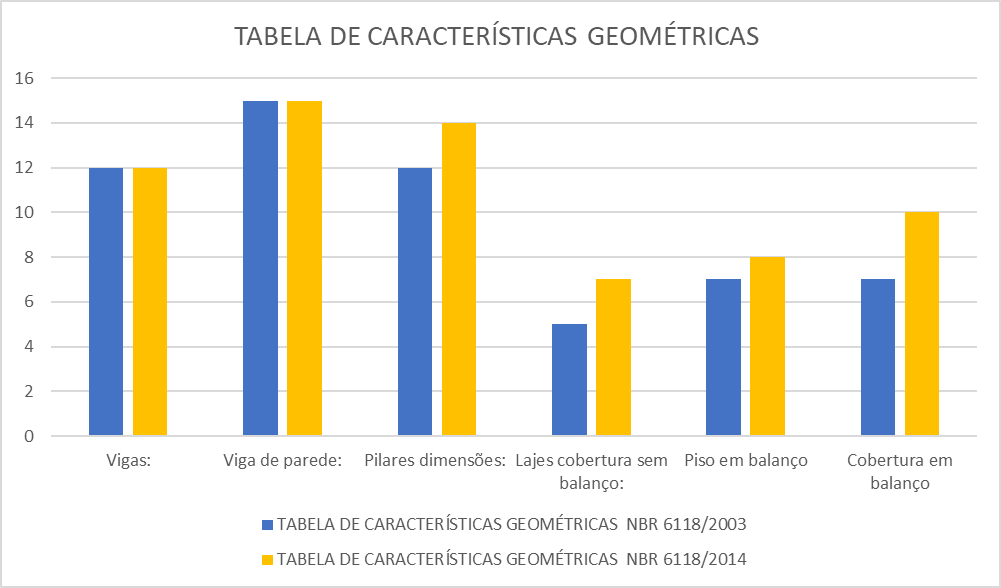 TABELA DE CARACTERÍSTICAS GEOMÉTRICAS
16
14
12
10
8
6
4
2
0
Vigas: Viga de parede: Pilares dimensões: Lajes cobertura sem balanço: Piso em balanço Cobertura em balanço
TABELA DE CARACTERÍSTICAS GEOMÉTRICAS NBR 6118/2003
TABELA DE CARACTERÍSTICAS GEOMÉTRICAS NBR 6118/2014